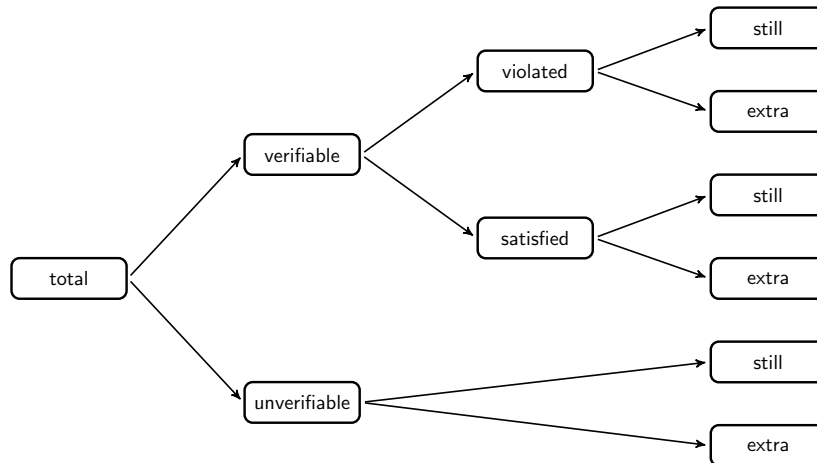 still
violated
extra
verifiable
still
satisfied
extra
total
still
unverifiable
extra